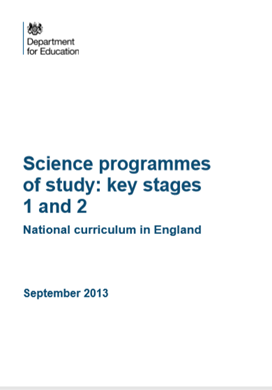 Department
for Education
Science programmes
of study: key stages
1 and 2
National curriculum in England
September 2013